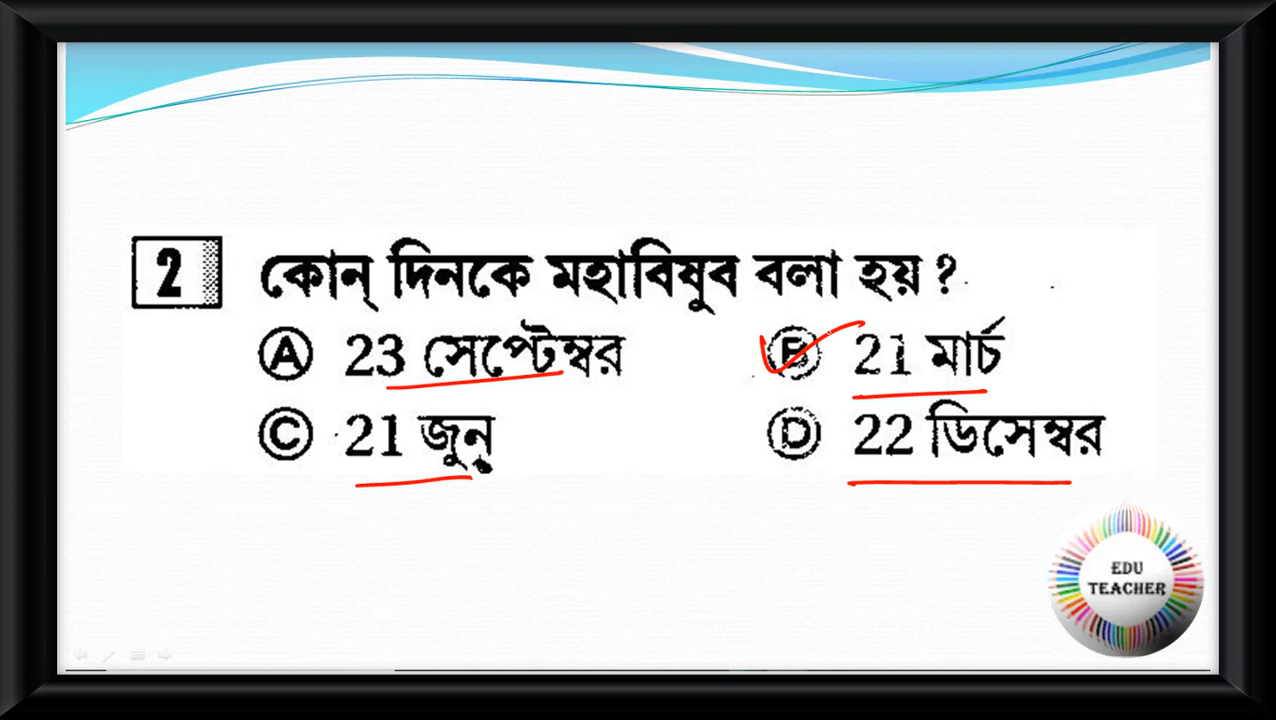 2 কোন্ দিনকে মহাবিষুব বলা হয় ?
Ⓐ 23 সেপ্টেম্বর Ⓑ 21 মার্চ
Ⓒ 21 জুন Ⓓ 22 ডিসেম্বর
EDU
TEACHER